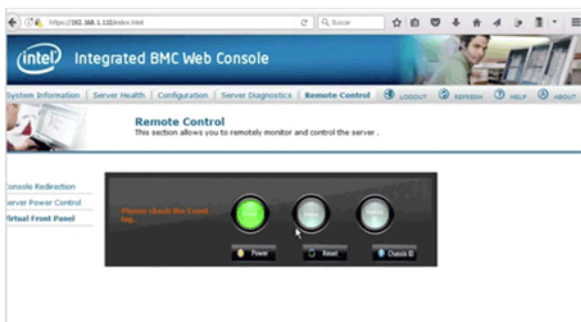 https://192.168.1.110/index.html
Buscar
intel
Integrated BMC Web Console
System Information
Server Health
Configuration
Server Diagnostics
Remote Control
LOGOUT
REFRESH
HELP
ABOUT
Remote Control
This section allows you to remotely monitor and control the server .
Console Redirection
Server Power Control
Virtual Front Panel
Please check the Event
log..
Power
Reset
Chassis ID